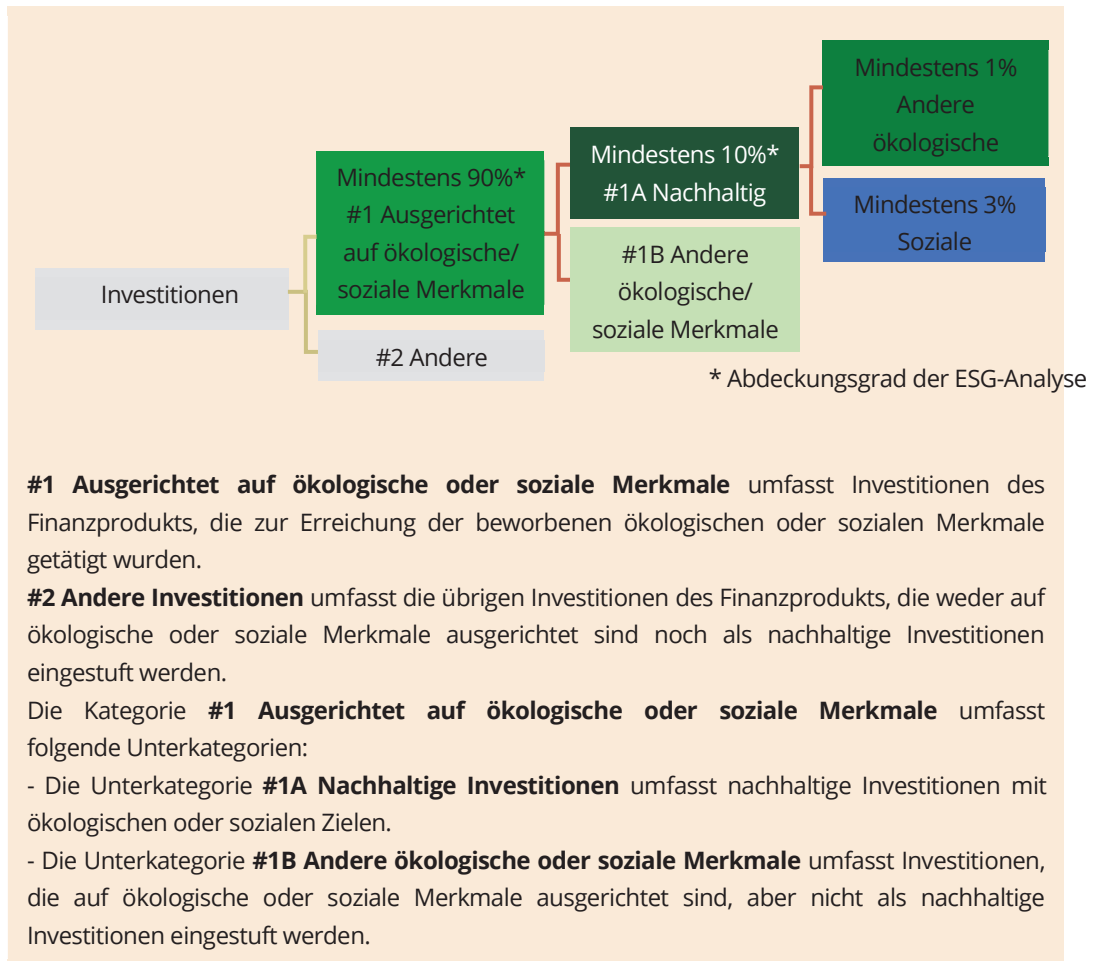 Investitionen
Mindestens 90%*
#1 Ausgerichtet
auf ökologische/
soziale Merkmale
#2 Andere
Mindestens 10%*
#1A Nachhaltig
#1B Andere
ökologische/
soziale Merkmale
Mindestens 1%
Andere
ökologische
Mindestens 3%
Soziale
* Abdeckungsgrad der ESG-Analyse
#1 Ausgerichtet auf ökologische oder soziale Merkmale umfasst Investitionen des
Finanzprodukts, die zur Erreichung der beworbenen ökologischen oder sozialen Merkmale
getätigt wurden.
#2 Andere Investitionen umfasst die übrigen Investitionen des Finanzprodukts, die weder auf
ökologische oder soziale Merkmale ausgerichtet sind noch als nachhaltige Investitionen
eingestuft werden.
Die Kategorie #1 Ausgerichtet auf ökologische oder soziale Merkmale umfasst
folgende Unterkategorien:
- Die Unterkategorie #1A Nachhaltige Investitionen umfasst nachhaltige Investitionen mit
ökologischen oder sozialen Zielen.
- Die Unterkategorie #1B Andere ökologische oder soziale Merkmale umfasst Investitionen,
die auf ökologische oder soziale Merkmale ausgerichtet sind, aber nicht als nachhaltige
Investitionen eingestuft werden.